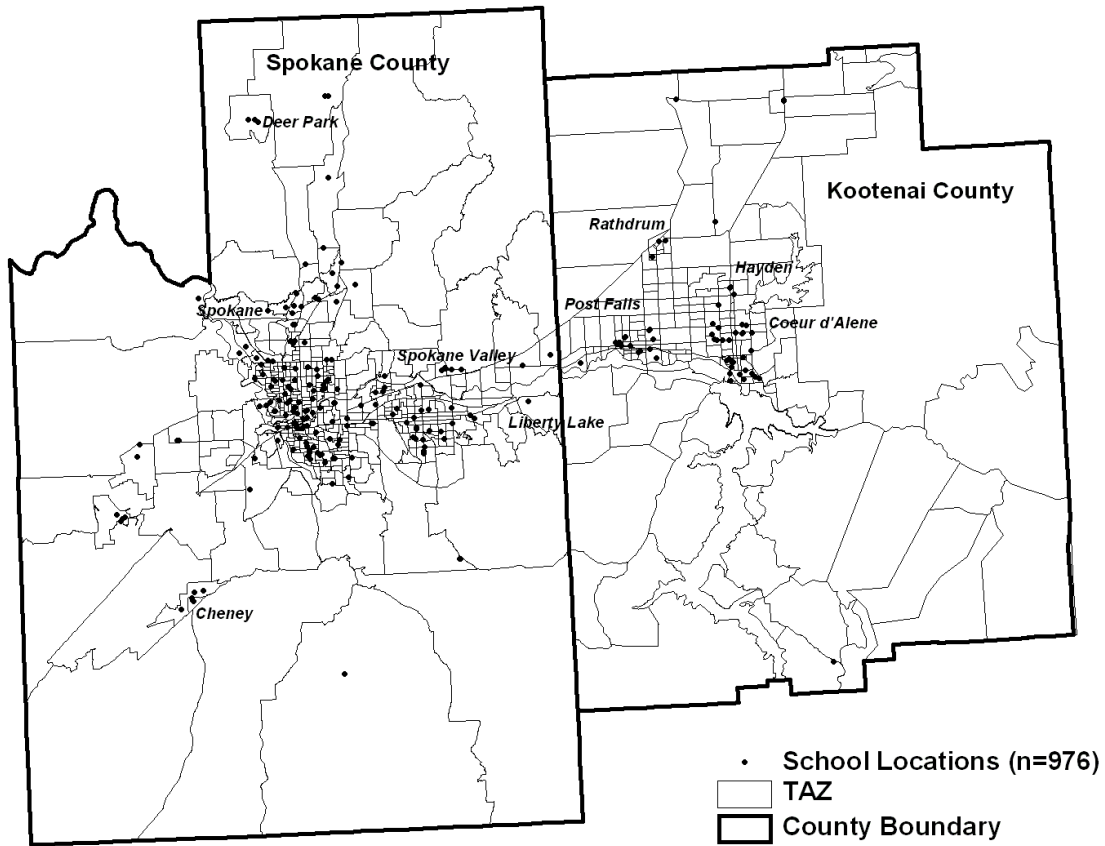 Spokane County
Deer Park
Kootenai County
Rathdrum
Hayden
Post Falls
Spokane
Coeur d'Alene
Spokane Valley
Liberty Lake
Cheney
School Locations (n=976)
TAZ
County Boundary